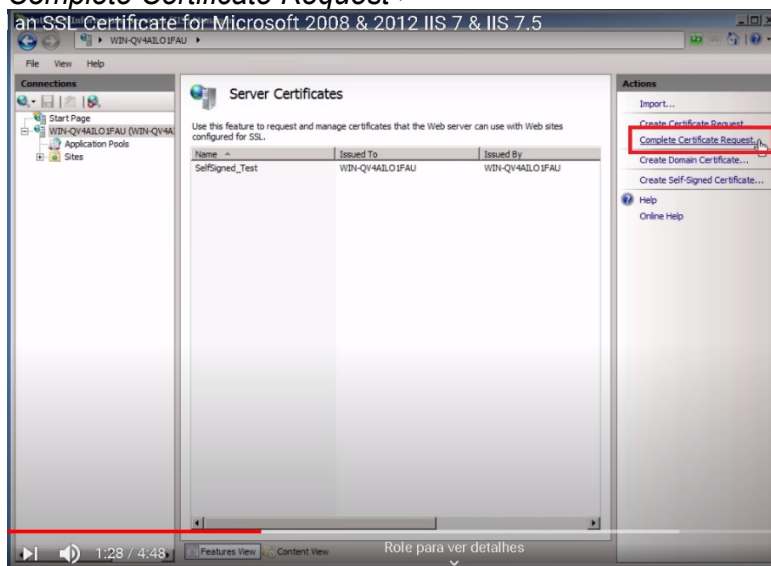 Complete Certificate Request
an SSL Certificate for Microsoft 2008 & 2012 IIS 7 & IIS 7.5
WIN-QV4AILO1FAU
File View Help
Connections
Start Page
WIN-QV4AILO1FAU (WIN-QV4A
Application Pools
Sites
Server Certificates
Use this feature to request and manage certificates that the Web server can use with Web sites
configured for SSL.
Name Issued To Issued By
SelfSigned_Test WIN-QV4AILO1FAU WIN-QV4AILO1FAU
Actions
Import...
Create Certificate Request...
Complete Certificate Request...
Create Domain Certificate...
Create Self-Signed Certificate...
Help
Online Help
1:28 / 4:48
Features View Content View
Role para ver detalhes